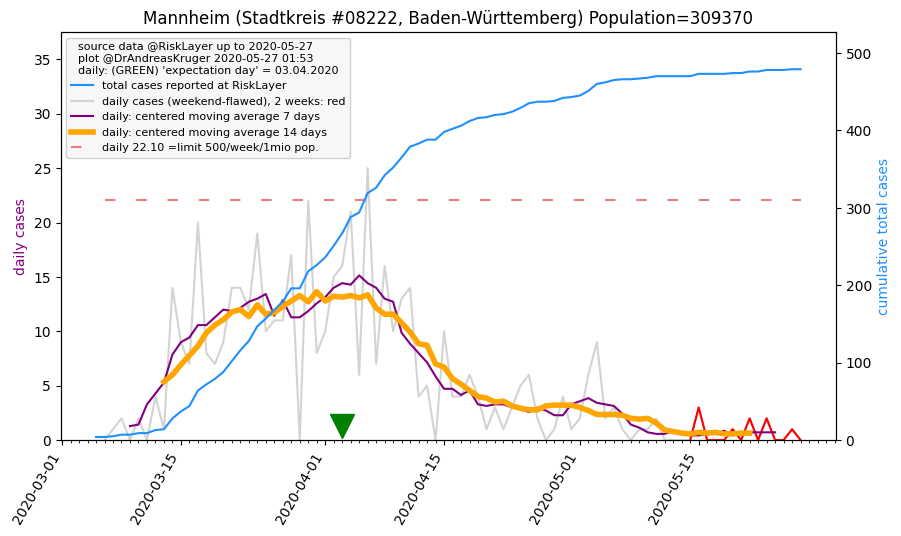 Mannheim (Stadtkreis #08222, Baden-Württemberg) Population=309370
source data @RiskLayer up to 2020-05-27
plot @DrAndreasKruger 2020-05-27 01:53
daily: (GREEN) 'expectation day' = 03.04.2020
total cases reported at RiskLayer
daily cases (weekend-flawed), 2 weeks: red
daily: centered moving average 7 days
daily: centered moving average 14 days
daily 22.10 =limit 500/week/1mio pop.
daily cases
35
30
25
20
15
10
5
0
cumulative total cases
500
400
300
200
100
0
2020-03-01
2020-03-15
2020-04-01
2020-04-15
2020-05-01
2020-05-15